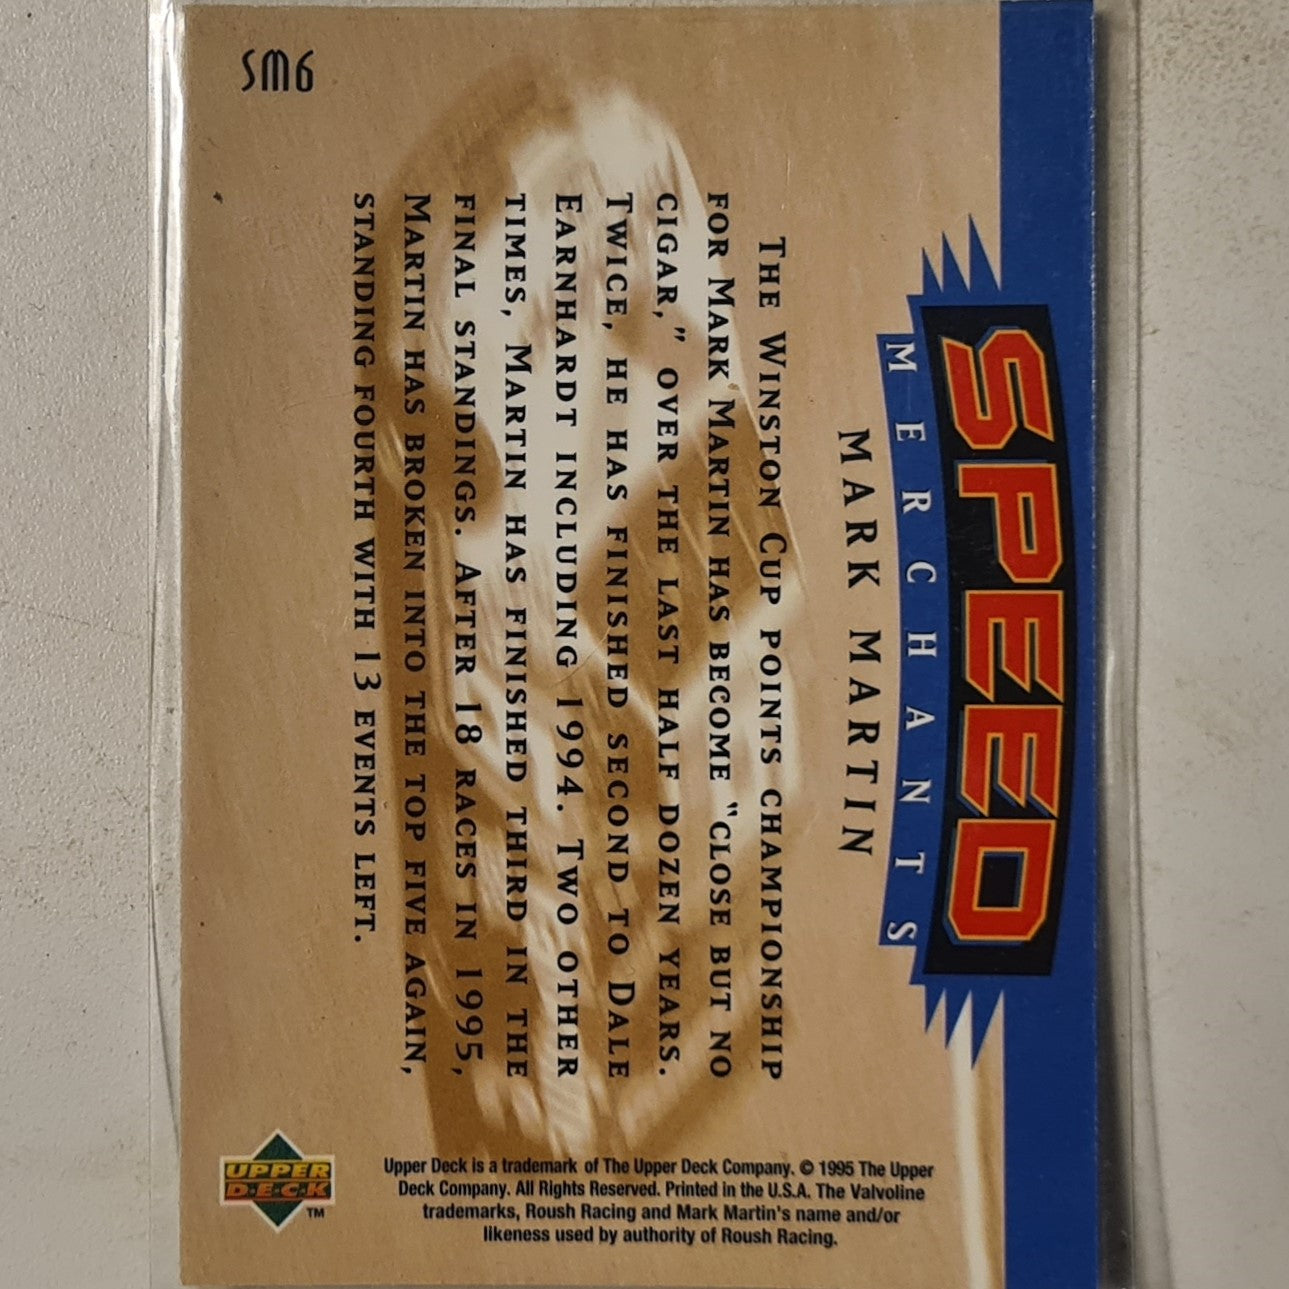 SM6
SPEED
MERCHANTS
MARK MARTIN
THE WINSTON CUP POINTS CHAMPIONSHIP
FOR MARK MARTIN HAS BECOME "CLOSE BUT NO
CIGAR," OVER THE LAST HALF DOZEN YEARS.
TWICE, HE HAS FINISHED SECOND TO DALE
EARNHARDT INCLUDING 1994. TWO OTHER
TIMES, MARTIN HAS FINISHED THIRD IN THE
FINAL STANDINGS. AFTER 18 RACES IN 1995,
MARTIN HAS BROKEN INTO THE TOP FIVE AGAIN,
STANDING FOURTH WITH 13 EVENTS LEFT.
UPPER
D·E·C·K
TM
Upper Deck is a trademark of The Upper Deck Company. © 1995 The Upper
Deck Company. All Rights Reserved. Printed in the U.S.A. The Valvoline
trademarks, Roush Racing and Mark Martin's name and/or
likeness used by authority of Roush Racing.